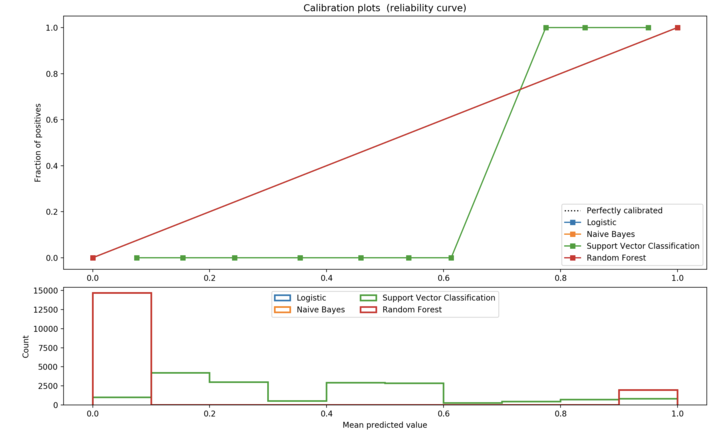 Calibration plots (reliability curve)
1.0
0.8
0.6
0.4
0.2
0.0
Fraction of positives
0.0 0.2 0.4 0.6 0.8 1.0
Perfectly calibrated
Logistic
Naive Bayes
Support Vector Classification
Random Forest
15000
12500
10000
7500
5000
2500
0
Count
Logistic
Naive Bayes
Support Vector Classification
Random Forest
0.0 0.2 0.4 0.6 0.8 1.0
Mean predicted value